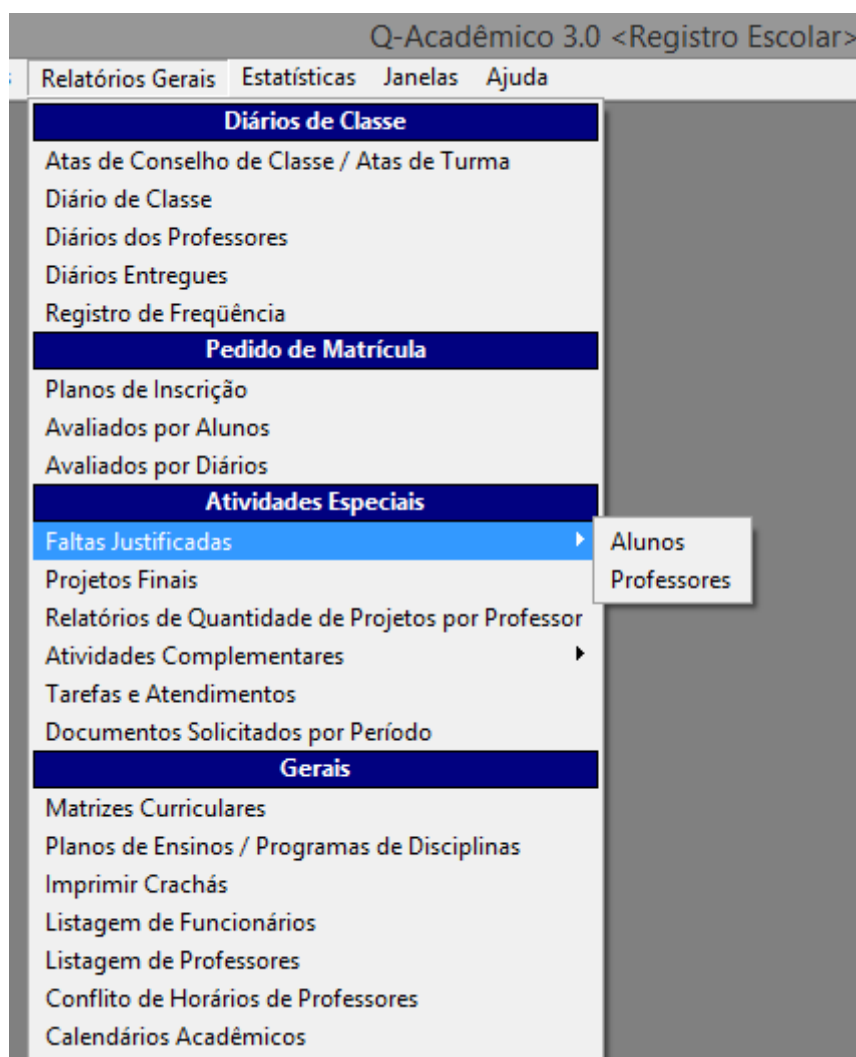 Q-Acadêmico 3.0 <Registro Escolar>
Relatórios Gerais Estatísticas Janelas Ajuda
Diários de Classe
Atas de Conselho de Classe / Atas de Turma
Diário de Classe
Diários dos Professores
Diários Entregues
Registro de Freqüência
Pedido de Matrícula
Planos de Inscrição
Avaliados por Alunos
Avaliados por Diários
Atividades Especiais
Faltas Justificadas
Alunos
Professores
Projetos Finais
Relatórios de Quantidade de Projetos por Professor
Atividades Complementares
Tarefas e Atendimentos
Documentos Solicitados por Período
Gerais
Matrizes Curriculares
Planos de Ensinos / Programas de Disciplinas
Imprimir Crachás
Listagem de Funcionários
Listagem de Professores
Conflito de Horários de Professores
Calendários Acadêmicos